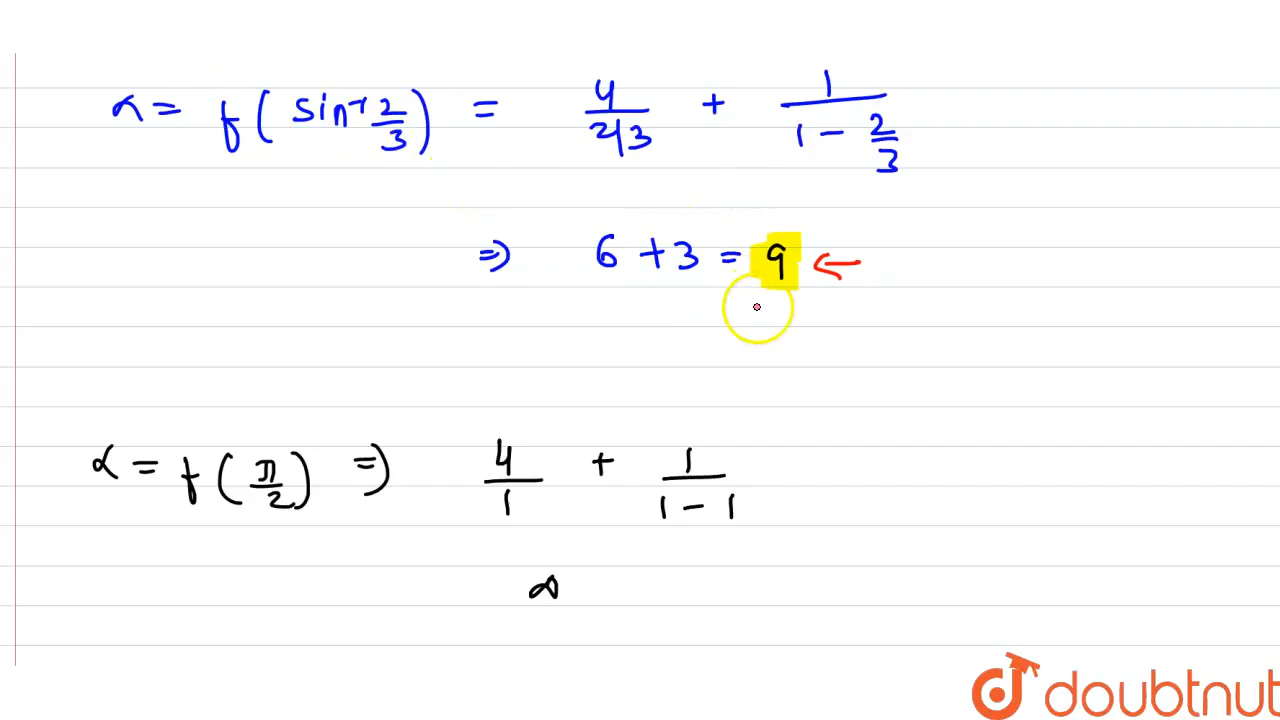 α = f(sin⁻¹ 2/3) = 4/(2/3) + 1/(1 - 2/3)
⇒ 6 + 3 = 9 ←
α = f(π/2) ⇒ 4/1 + 1/(1 - 1)
∞
doubtnut